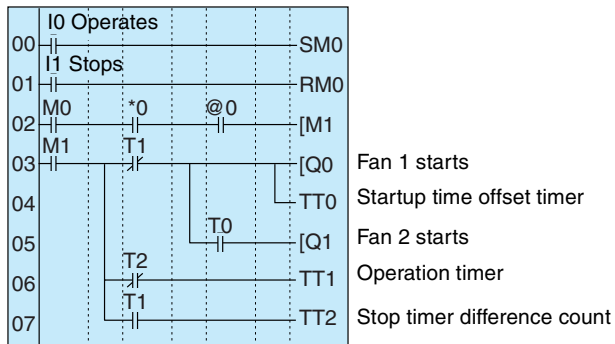 I0 Operates
00 SM0
I1 Stops
01 RM0
M0 *0 @0
02 [M1
M1 T1
03 [Q0 Fan 1 starts
04 TT0 Startup time offset timer
T0
05 [Q1 Fan 2 starts
T2
06 TT1 Operation timer
T1
07 TT2 Stop timer difference count